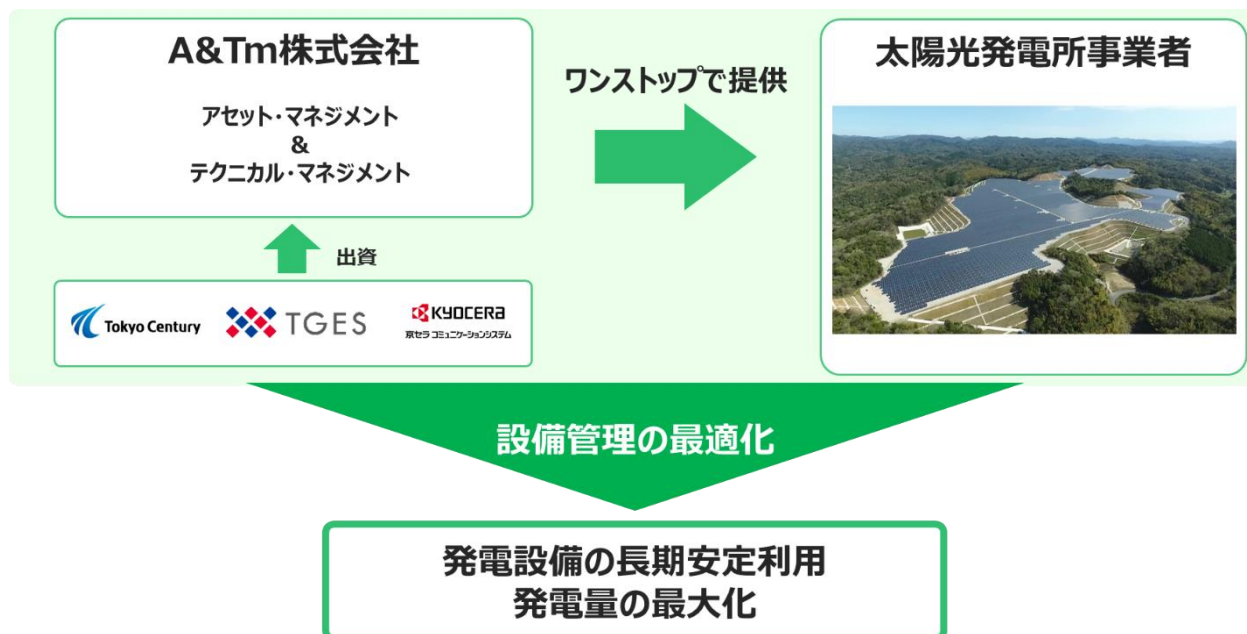 A&Tm株式会社
アセット・マネジメント
&
テクニカル・マネジメント
ワンストップで提供
太陽光発電所事業者
出資
Tokyo Century
TGES
KYOCERA
京セラ コミュニケーションシステム
設備管理の最適化
発電設備の長期安定利用
発電量の最大化